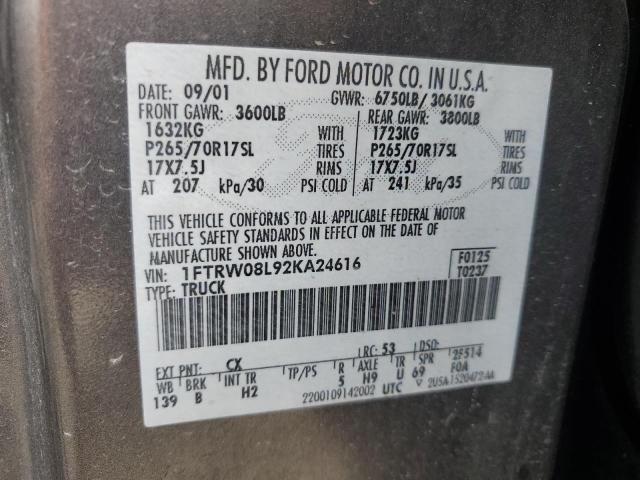 MFD. BY FORD MOTOR CO. IN U.S.A.
DATE: 09/01 GVWR: 6750LB/ 3061KG
FRONT GAWR: 3600LB REAR GAWR: 3800LB
1632KG WITH 1723KG WITH
P265/70R17SL TIRES P265/70R17SL TIRES
17X7.5J RIMS 17X7.5J RIMS
AT 207 kPa/30 PSI COLD AT 241 kPa/35 PSI COLD
THIS VEHICLE CONFORMS TO ALL APPLICABLE FEDERAL MOTOR
VEHICLE SAFETY STANDARDS IN EFFECT ON THE DATE OF
MANUFACTURE SHOWN ABOVE.
VIN: 1FTRW08L92KA24616 F0125
TYPE: TRUCK T0237
EXT PNT: CX RC: 53 DSO: 2F514
WB BRK INT TR TP/PS R AXLE TR SPR F0A
139 B H2 5 H9 U 69
2200109142002 UTC 2USA1520472-AA